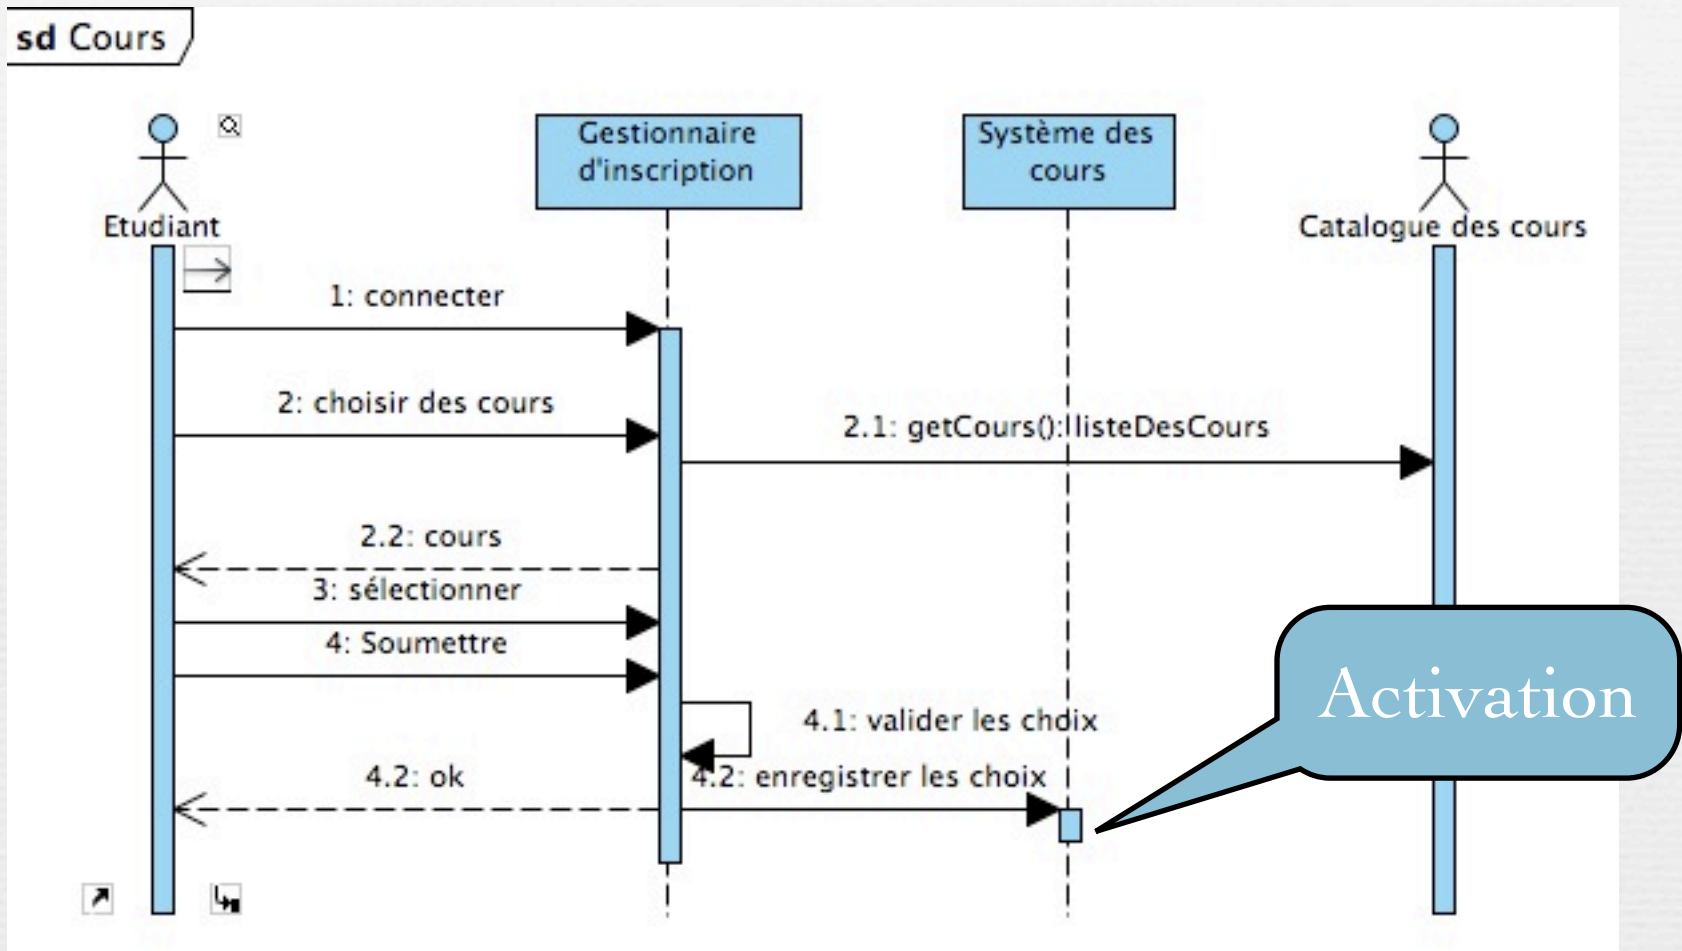 sd Cours
Gestionnaire
d'inscription
Système des
cours
Etudiant
Catalogue des cours
1: connecter
2: choisir des cours
2.1: getCours():listeDesCours
2.2: cours
3: sélectionner
4: Soumettre
Activation
4.1: valider les choix
4.2: ok
4.2: enregistrer les choix